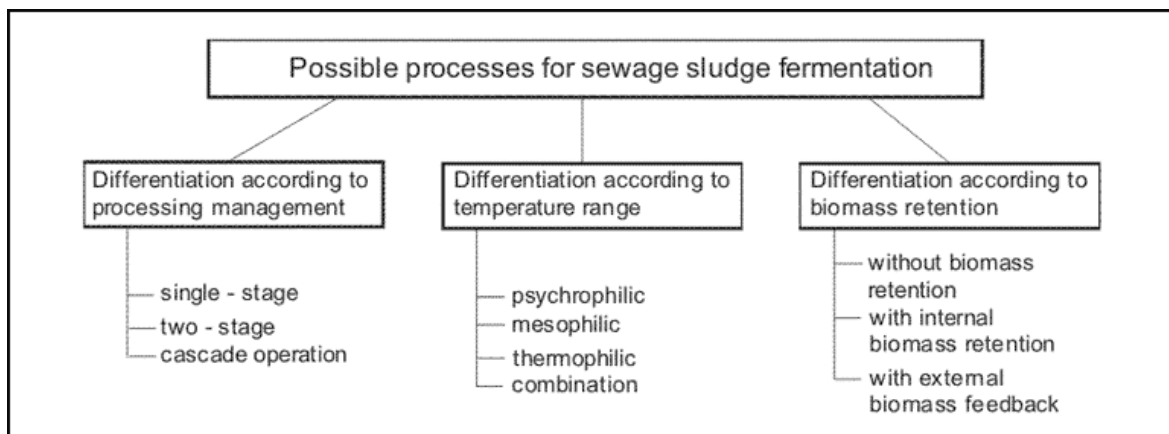 Possible processes for sewage sludge fermentation
Differentiation according to
processing management
single - stage
two - stage
cascade operation
Differentiation according to
temperature range
psychrophilic
mesophilic
thermophilic
combination
Differentiation according to
biomass retention
without biomass
retention
with internal
biomass retention
with external
biomass feedback